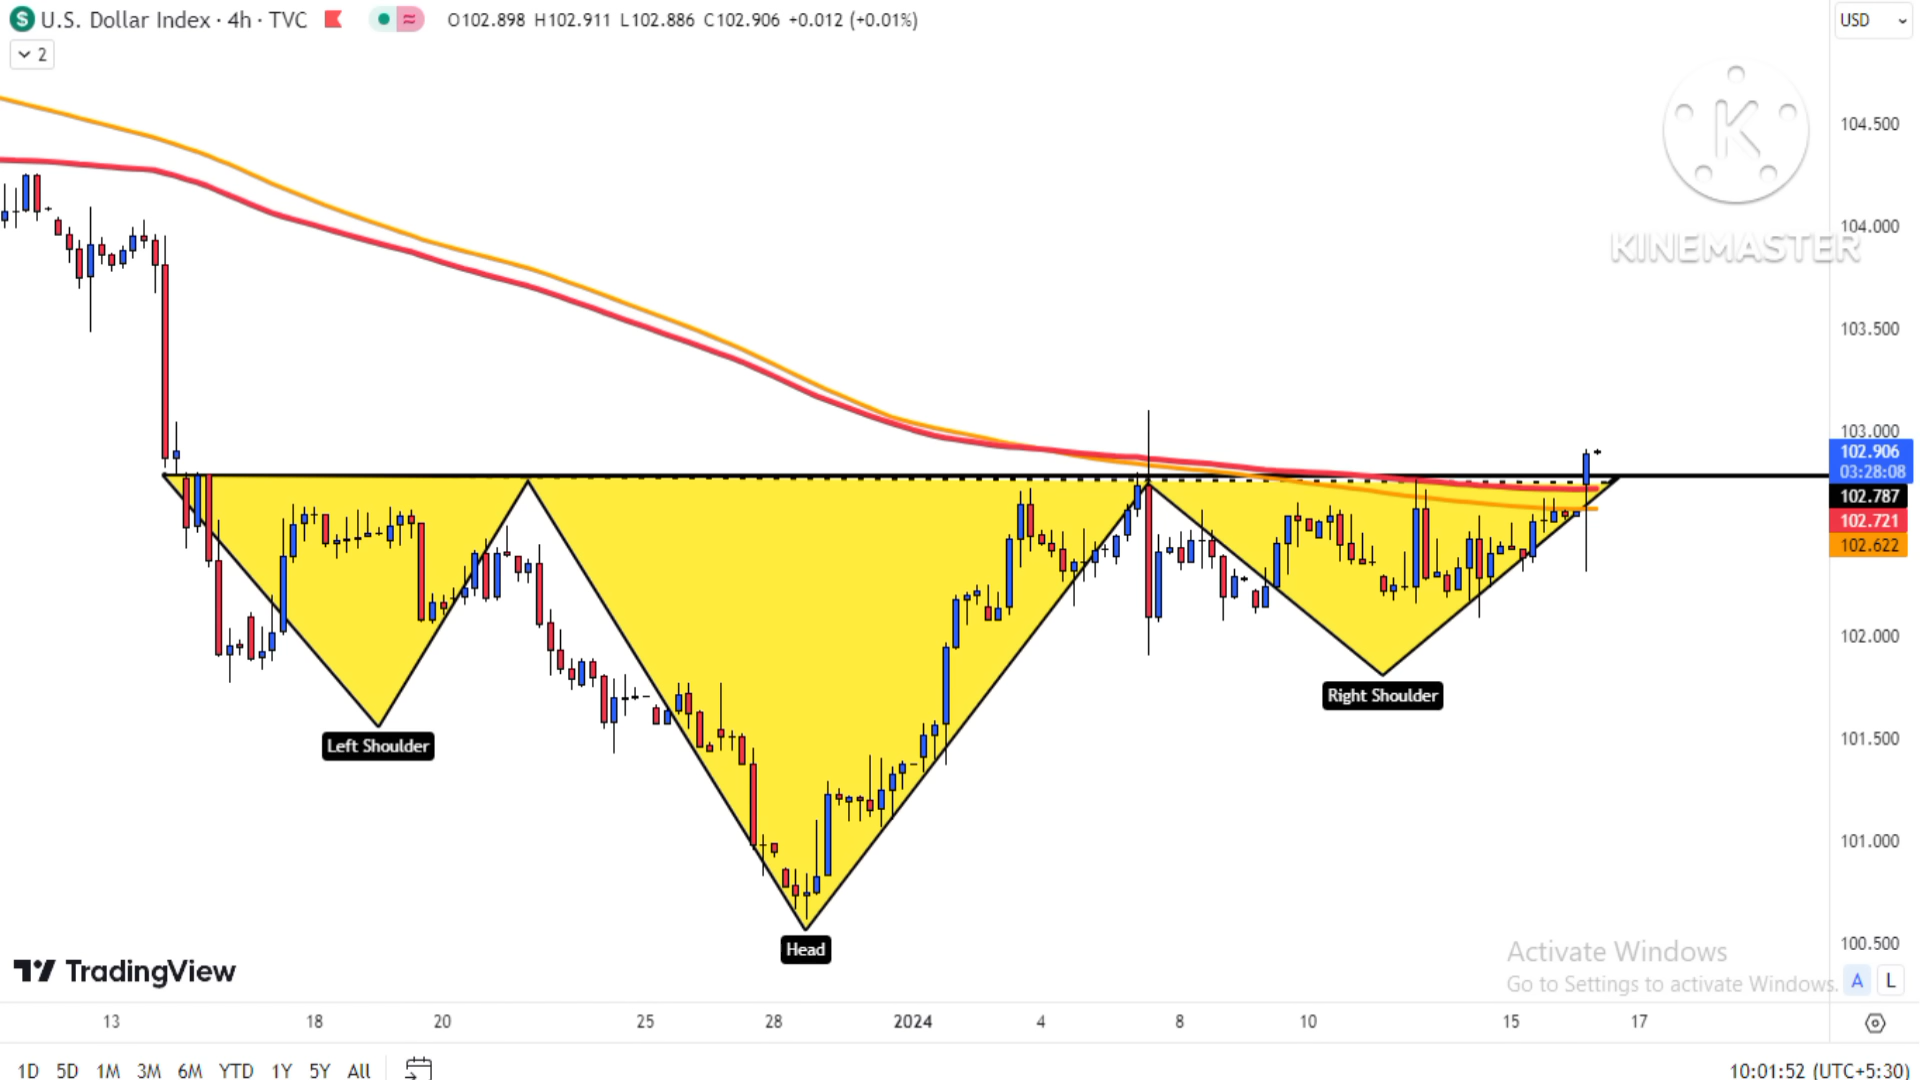 S U.S. Dollar Index · 4h · TVC O102.898 H102.911 L102.886 C102.906 +0.012 (+0.01%)
USD
2
104.500
K
104.000
KINEMASTER
103.500
103.000
102.906
03:28:08
102.787
102.721
102.622
102.000
Right Shoulder
101.500
Left Shoulder
101.000
Head
100.500
Activate Windows
Go to Settings to activate Windows.
A L
TradingView
13 18 20 25 28 2024 4 8 10 15 17
1D 5D 1M 3M 6M YTD 1Y 5Y All 10:01:52 (UTC+5:30)